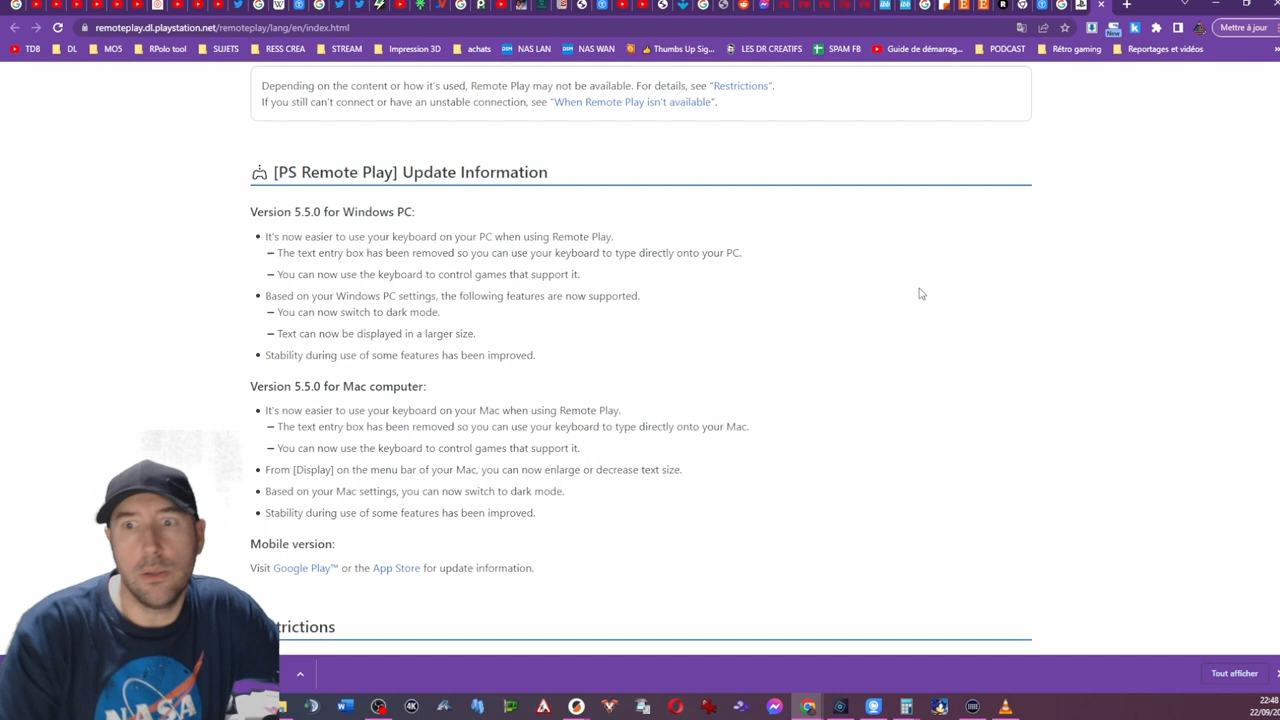 remoteplay.dl.playstation.net/remoteplay/lang/en/index.html
Mettre à jour
TDB DL MO5 RPolo tool SUJETS RESS CREA STREAM Impression 3D achats NAS LAN NAS WAN Thumbs Up Sig... LES DR CREATIFS SPAM FB Guide de démarrag... PODCAST Rétro gaming Reportages et vidéos »
Depending on the content or how it's used, Remote Play may not be available. For details, see "Restrictions".
If you still can't connect or have an unstable connection, see "When Remote Play isn't available".
[PS Remote Play] Update Information
Version 5.5.0 for Windows PC:
• It's now easier to use your keyboard on your PC when using Remote Play.
– The text entry box has been removed so you can use your keyboard to type directly onto your PC.
– You can now use the keyboard to control games that support it.
• Based on your Windows PC settings, the following features are now supported.
– You can now switch to dark mode.
– Text can now be displayed in a larger size.
• Stability during use of some features has been improved.
Version 5.5.0 for Mac computer:
• It's now easier to use your keyboard on your Mac when using Remote Play.
– The text entry box has been removed so you can use your keyboard to type directly onto your Mac.
– You can now use the keyboard to control games that support it.
• From [Display] on the menu bar of your Mac, you can now enlarge or decrease text size.
• Based on your Mac settings, you can now switch to dark mode.
• Stability during use of some features has been improved.
Mobile version:
Visit Google Play™ or the App Store for update information.
trictions
Tout afficher
4K
NASA
22:48
22/09/20